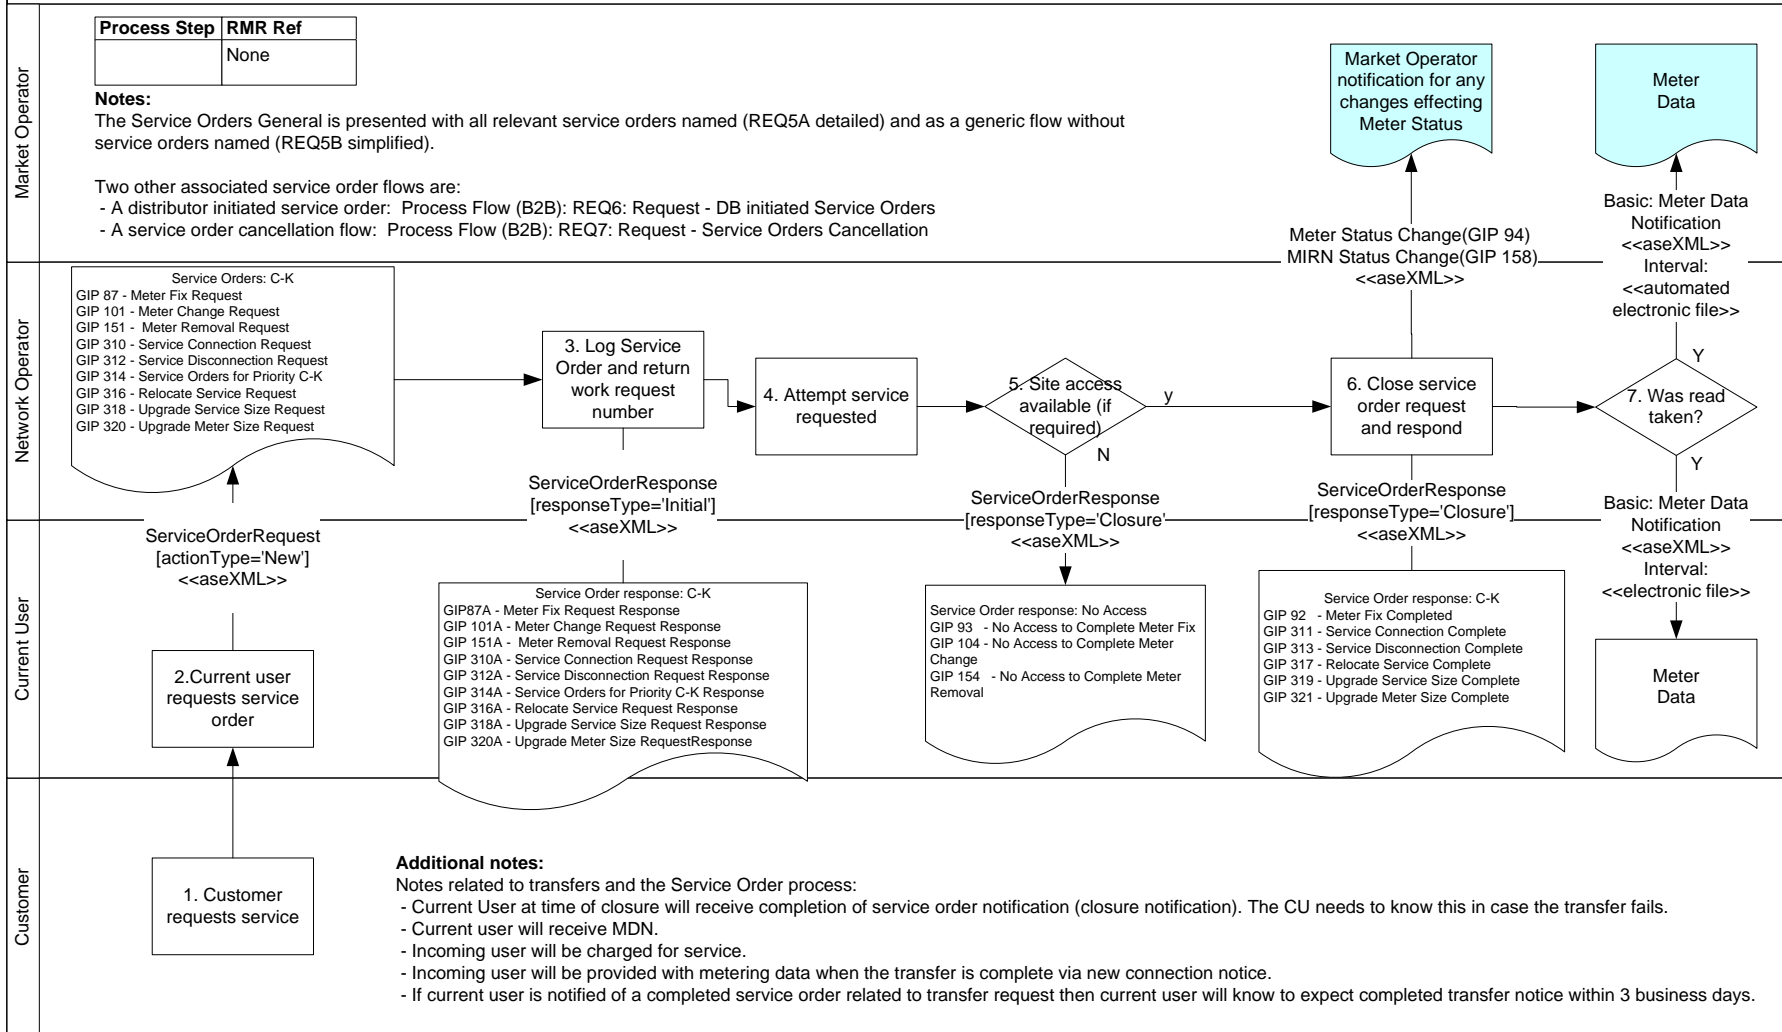 Process Step RMR Ref
None
Notes:
The Service Orders General is presented with all relevant service orders named (REQ5A detailed) and as a generic flow without
service orders named (REQ5B simplified).
Two other associated service order flows are:
- A distributor initiated service order:  Process Flow (B2B): REQ6: Request - DB initiated Service Orders
- A service order cancellation flow:  Process Flow (B2B): REQ7: Request - Service Orders Cancellation
Market Operator
Market Operator
notification for any
changes effecting
Meter Status
Meter
Data
Meter Status Change(GIP 94)
MIRN Status Change(GIP 158)
<<aseXML>>
Basic: Meter Data
Notification
<<aseXML>>
Interval:
<<automated
electronic file>>
Network Operator
Service Orders: C-K
GIP 87 - Meter Fix Request
GIP 101 - Meter Change Request
GIP 151 -  Meter Removal Request
GIP 310 - Service Connection Request
GIP 312 - Service Disconnection Request
GIP 314 - Service Orders for Priority C-K
GIP 316 - Relocate Service Request
GIP 318 - Upgrade Service Size Request
GIP 320 - Upgrade Meter Size Request
3. Log Service
Order and return
work request
number
4. Attempt service
requested
5. Site access
available (if
required)
y
N
6. Close service
order request
and respond
7. Was read
taken?
Y
Y
ServiceOrderRequest
[actionType='New']
<<aseXML>>
ServiceOrderResponse
[responseType='Initial']
<<aseXML>>
ServiceOrderResponse
[responseType='Closure'
<<aseXML>>
ServiceOrderResponse
[responseType='Closure']
<<aseXML>>
Basic: Meter Data
Notification
<<aseXML>>
Interval:
<<electronic file>>
Current User
2.Current user
requests service
order
Service Order response: C-K
GIP87A - Meter Fix Request Response
GIP 101A - Meter Change Request Response
GIP 151A -  Meter Removal Request Response
GIP 310A - Service Connection Request Response
GIP 312A - Service Disconnection Request Response
GIP 314A - Service Orders for Priority C-K Response
GIP 316A - Relocate Service Request Response
GIP 318A - Upgrade Service Size Request Response
GIP 320A - Upgrade Meter Size RequestResponse
Service Order response: No Access
GIP 93   - No Access to Complete Meter Fix
GIP 104 - No Access to Complete Meter
Change
GIP 154   - No Access to Complete Meter
Removal
Service Order response: C-K
GIP 92   - Meter Fix Completed
GIP 311 - Service Connection Complete
GIP 313 - Service Disconnection Complete
GIP 317 - Relocate Service Complete
GIP 319 - Upgrade Service Size Complete
GIP 321 - Upgrade Meter Size Complete
Meter
Data
Customer
1. Customer
requests service
Additional notes:
Notes related to transfers and the Service Order process:
- Current User at time of closure will receive completion of service order notification (closure notification). The CU needs to know this in case the transfer fails.
- Current user will receive MDN.
- Incoming user will be charged for service.
- Incoming user will be provided with metering data when the transfer is complete via new connection notice.
- If current user is notified of a completed service order related to transfer request then current user will know to expect completed transfer notice within 3 business days.